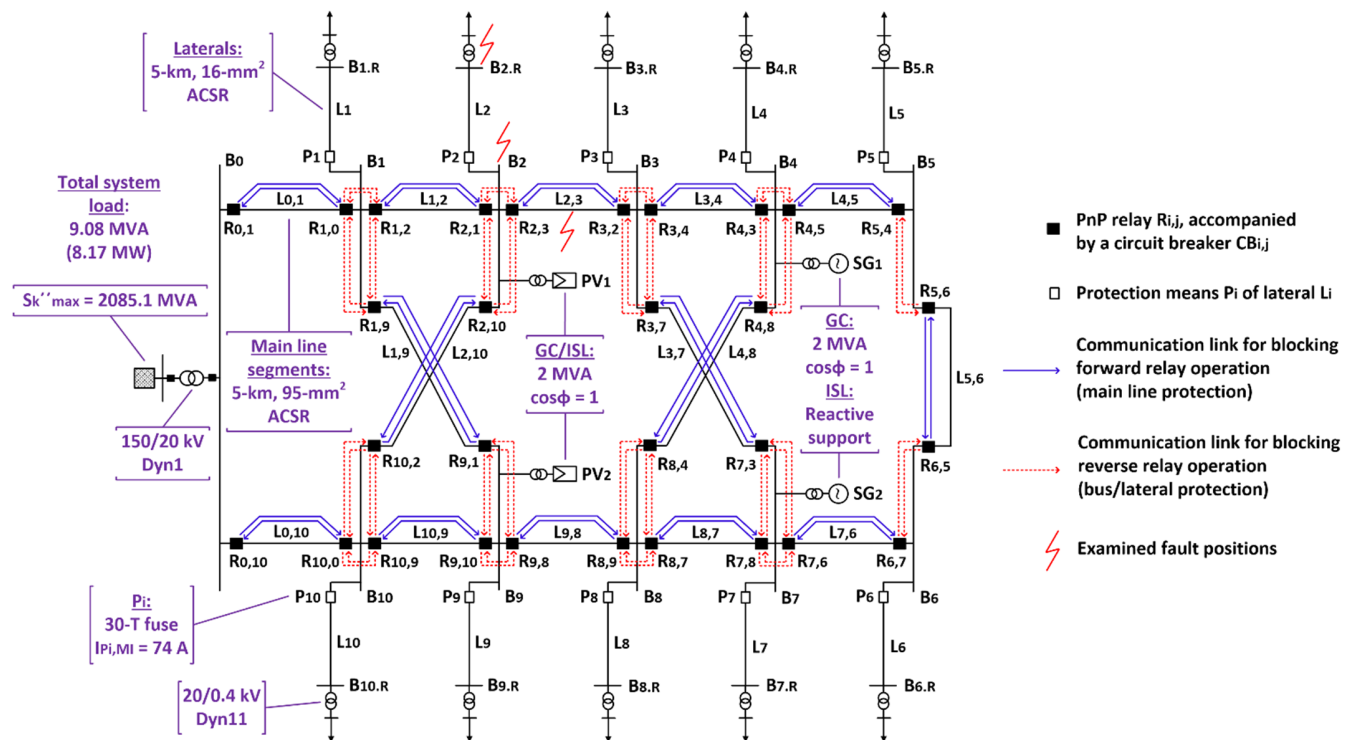 Laterals:
5-km, 16-mm²
ACSR
B1.R
B2.R
B3.R
B4.R
B5.R
L1
L2
L3
L4
L5
P1
P2
P3
P4
P5
B0
B1
B2
B3
B4
B5
Total system
load:
9.08 MVA
(8.17 MW)
L0,1
L1,2
L2,3
L3,4
L4,5
R0,1
R1,0
R1,2
R2,1
R2,3
R3,2
R3,4
R4,3
R4,5
R5,4
Sk´´max = 2085.1 MVA
PV1
SG1
R1,9
R2,10
R3,7
R4,8
R5,6
L1,9
L2,10
L3,7
L4,8
L5,6
Main line
segments:
5-km, 95-mm²
ACSR
GC/ISL:
2 MVA
cosϕ = 1
GC:
2 MVA
cosϕ = 1
ISL:
Reactive
support
150/20 kV
Dyn1
R10,2
R9,1
R8,4
R7,3
R6,5
PV2
SG2
L0,10
L10,9
L9,8
L8,7
L7,6
R0,10
R10,0
R10,9
R9,10
R9,8
R8,9
R8,7
R7,8
R7,6
R6,7
P10
B10
P9
B9
P8
B8
P7
B7
P6
B6
Pi:
30-T fuse
IPi,MI = 74 A
L10
L9
L8
L7
L6
B10.R
B9.R
B8.R
B7.R
B6.R
20/0.4 kV
Dyn11
PnP relay Ri,j, accompanied
by a circuit breaker CBi,j
Protection means Pi of lateral Li
Communication link for blocking
forward relay operation
(main line protection)
Communication link for blocking
reverse relay operation
(bus/lateral protection)
Examined fault positions